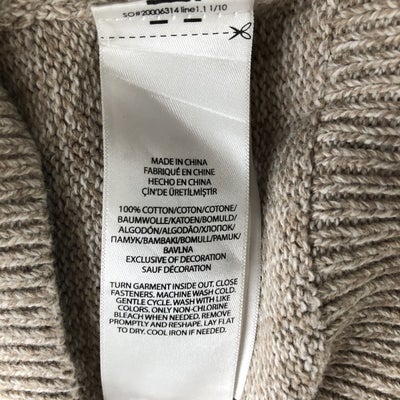 SO#20006314 line1.1 1/10
MADE IN CHINA
FABRIQUÉ EN CHINE
HECHO EN CHINA
ÇİN'DE ÜRETİLMİŞTİR
100% COTTON/COTON/COTONE/
BAUMWOLLE/KATOEN/BOMULD/
ALGODÓN/ALGODÃO/ХЛОПОК/
ПАМУК/BAMBAKI/BOMULL/PAMUK/
BAVLNA
EXCLUSIVE OF DECORATION
SAUF DÉCORATION
TURN GARMENT INSIDE OUT. CLOSE
FASTENERS. MACHINE WASH COLD.
GENTLE CYCLE. WASH WITH LIKE
COLORS. ONLY NON-CHLORINE
BLEACH WHEN NEEDED. REMOVE
PROMPTLY AND RESHAPE. LAY FLAT
TO DRY. COOL IRON IF NEEDED.